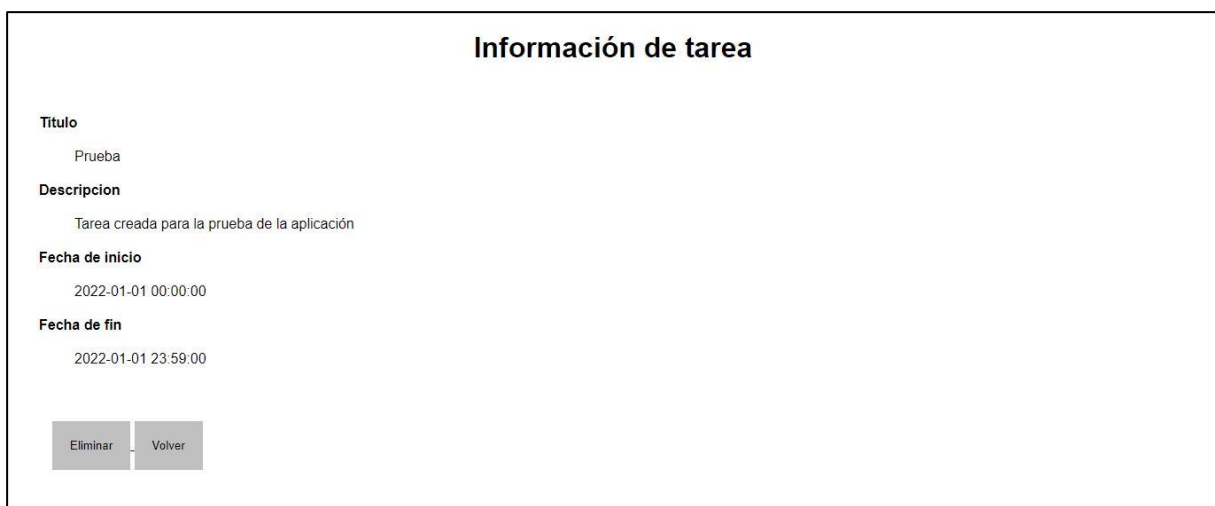 Información de tarea
Titulo
Prueba
Descripcion
Tarea creada para la prueba de la aplicación
Fecha de inicio
2022-01-01 00:00:00
Fecha de fin
2022-01-01 23:59:00
Eliminar Volver